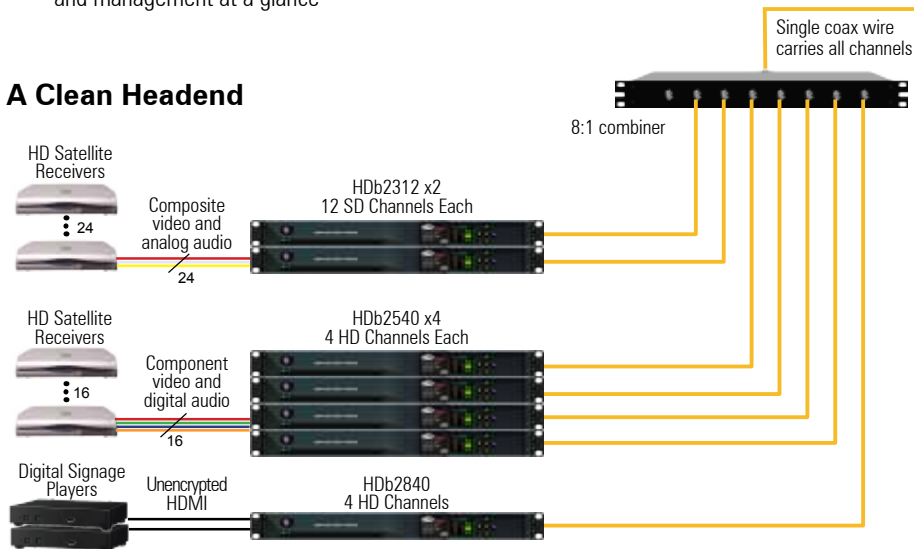 and management at a glance
Single coax wire
carries all channels
A Clean Headend
8:1 combiner
HD Satellite
Receivers
24
Composite
video and
analog audio
24
HDb2312 x2
12 SD Channels Each
HD Satellite
Receivers
16
Component
video and
digital audio
16
HDb2540 x4
4 HD Channels Each
Digital Signage
Players
Unencrypted
HDMI
HDb2840
4 HD Channels